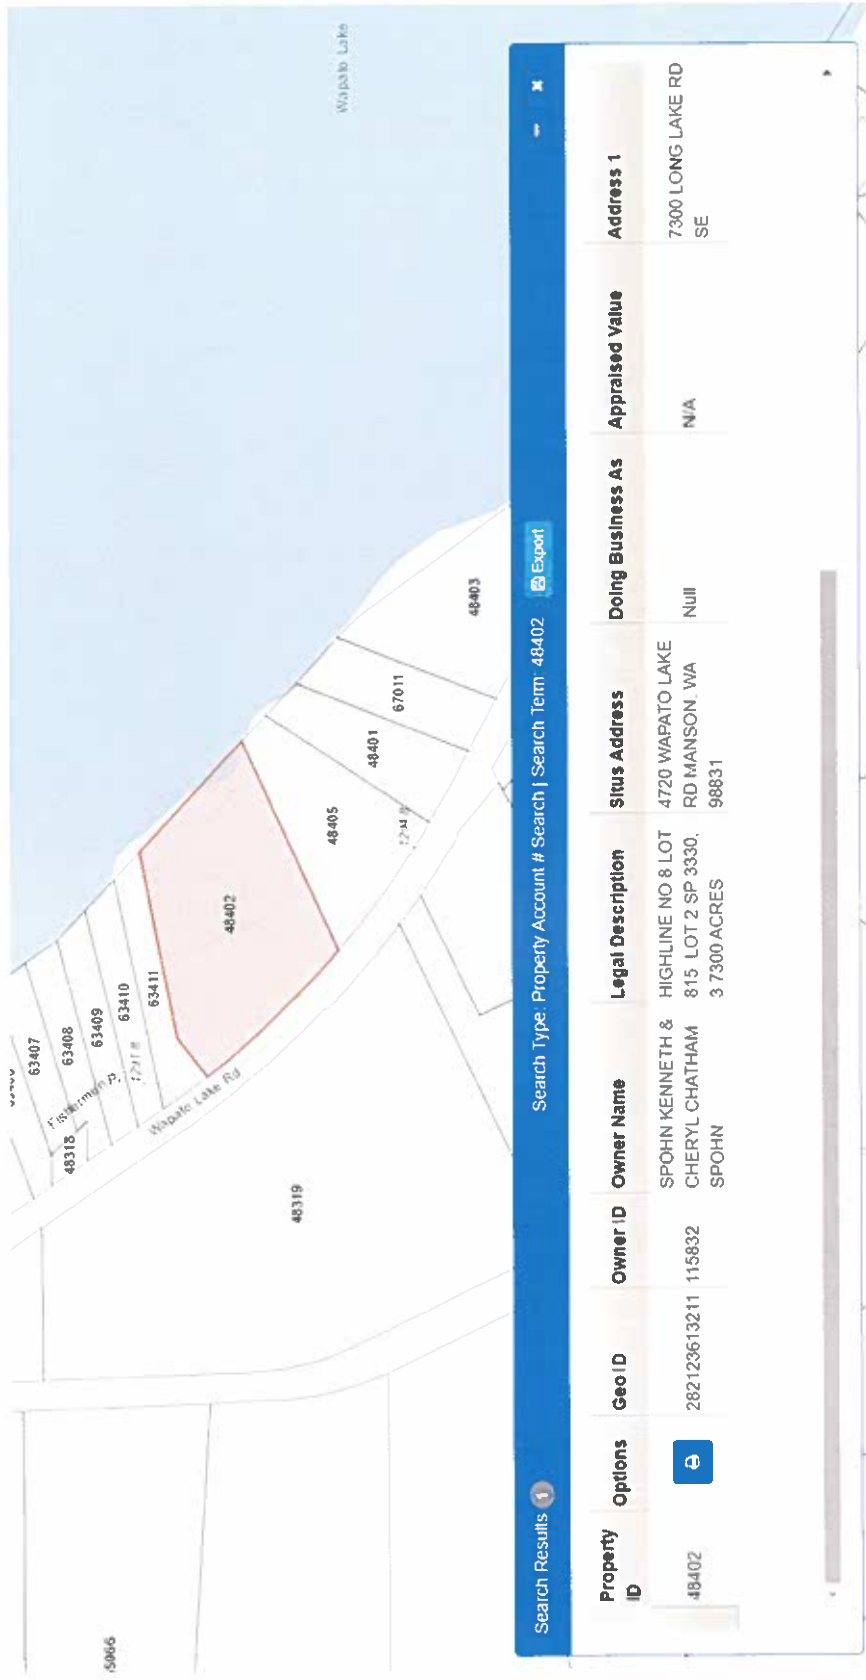 Wapato Lake
63407
63408
63409
63410
63411
48318
Wapato Lake Rd
48402
48405
48401
67011
48403
48319
Search Results 1
Search Type: Property Account # Search | Search Term: 48402
Export
Property ID
Options
Geo ID
Owner ID
Owner Name
Legal Description
Situs Address
Doing Business As
Appraised Value
Address 1
48402
282123613211
115832
SPOHN KENNETH &
CHERYL CHATHAM
SPOHN
HIGHLINE NO 8 LOT
815 LOT 2 SP 3330,
3 7300 ACRES
4720 WAPATO LAKE
RD MANSON, WA
98831
Null
N/A
7300 LONG LAKE RD
SE